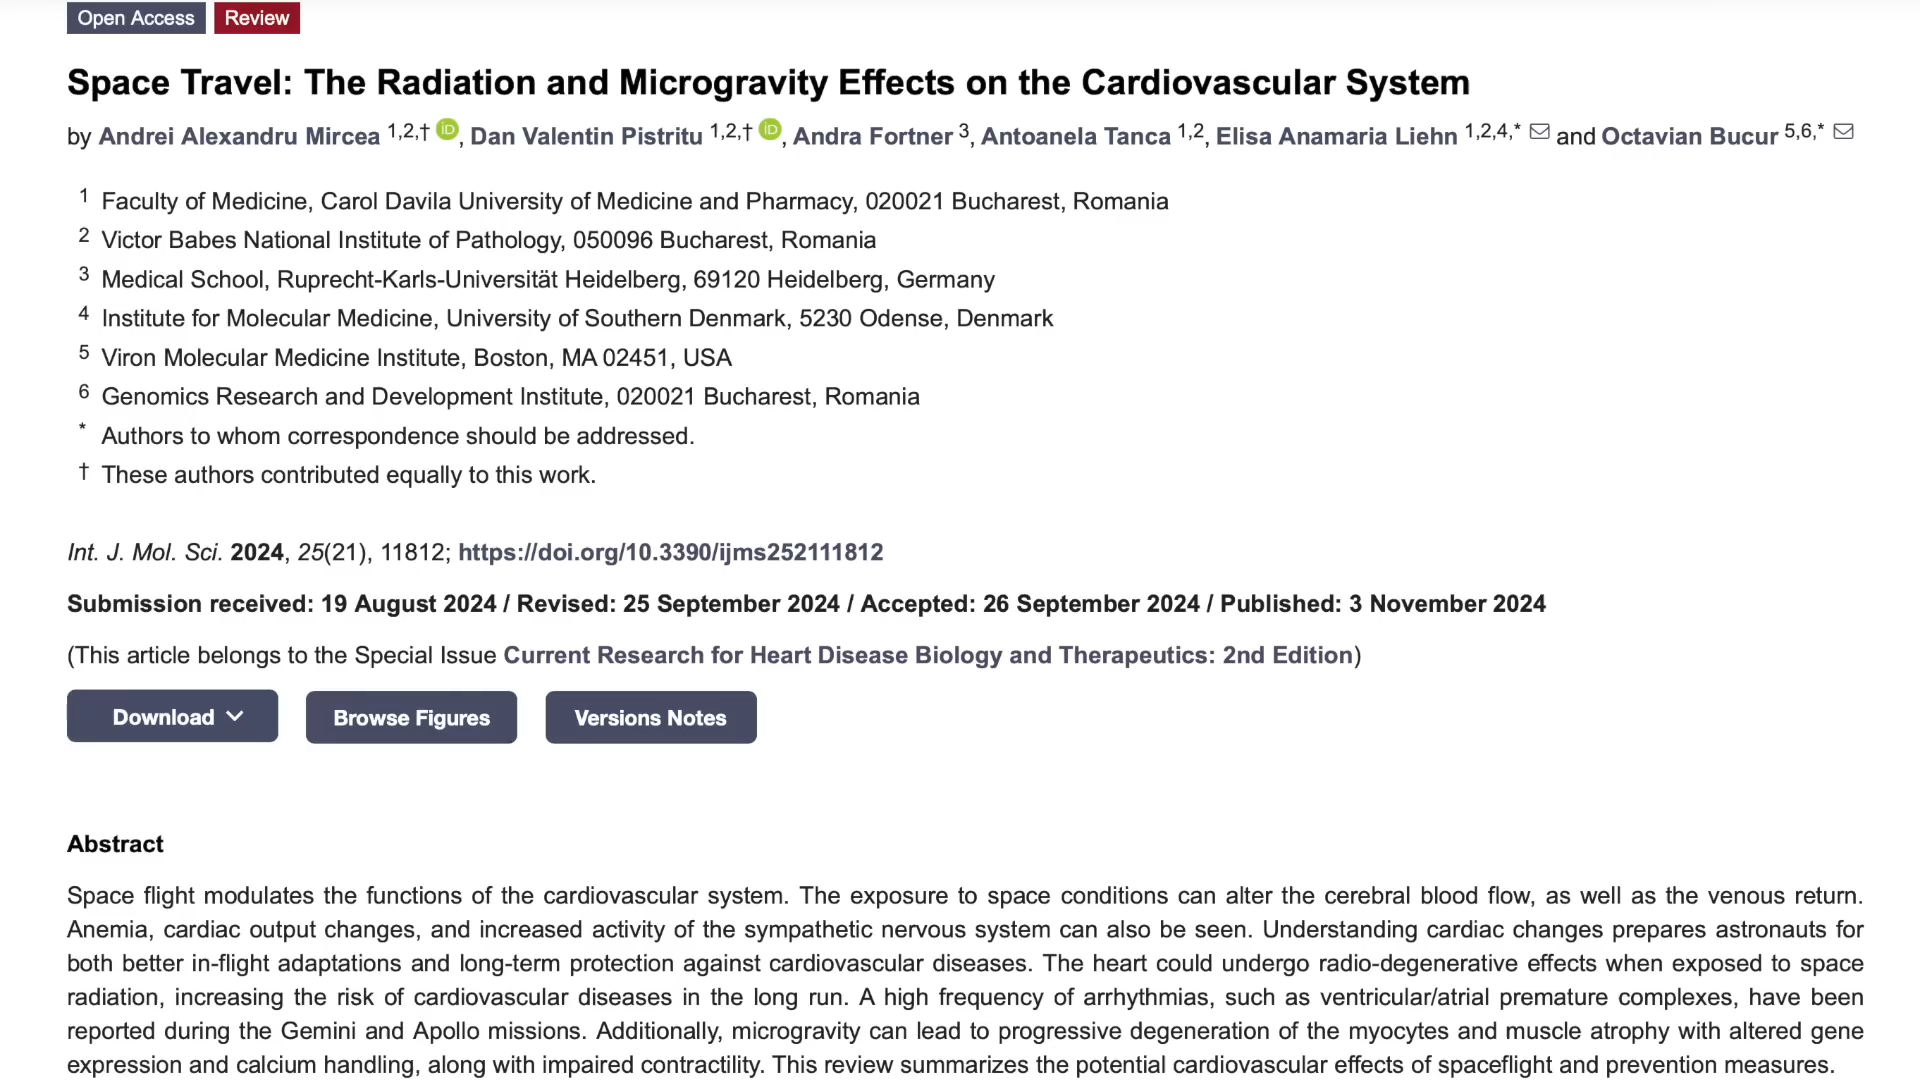 Open Access Review
Space Travel: The Radiation and Microgravity Effects on the Cardiovascular System
by Andrei Alexandru Mircea 1,2,† iD, Dan Valentin Pistritu 1,2,† iD, Andra Fortner 3, Antoanela Tanca 1,2, Elisa Anamaria Liehn 1,2,4,* and Octavian Bucur 5,6,*
1 Faculty of Medicine, Carol Davila University of Medicine and Pharmacy, 020021 Bucharest, Romania
2 Victor Babes National Institute of Pathology, 050096 Bucharest, Romania
3 Medical School, Ruprecht-Karls-Universität Heidelberg, 69120 Heidelberg, Germany
4 Institute for Molecular Medicine, University of Southern Denmark, 5230 Odense, Denmark
5 Viron Molecular Medicine Institute, Boston, MA 02451, USA
6 Genomics Research and Development Institute, 020021 Bucharest, Romania
* Authors to whom correspondence should be addressed.
† These authors contributed equally to this work.
Int. J. Mol. Sci. 2024, 25(21), 11812; https://doi.org/10.3390/ijms252111812
Submission received: 19 August 2024 / Revised: 25 September 2024 / Accepted: 26 September 2024 / Published: 3 November 2024
(This article belongs to the Special Issue Current Research for Heart Disease Biology and Therapeutics: 2nd Edition)
Download Browse Figures Versions Notes
Abstract
Space flight modulates the functions of the cardiovascular system. The exposure to space conditions can alter the cerebral blood flow, as well as the venous return.
Anemia, cardiac output changes, and increased activity of the sympathetic nervous system can also be seen. Understanding cardiac changes prepares astronauts for
both better in-flight adaptations and long-term protection against cardiovascular diseases. The heart could undergo radio-degenerative effects when exposed to space
radiation, increasing the risk of cardiovascular diseases in the long run. A high frequency of arrhythmias, such as ventricular/atrial premature complexes, have been
reported during the Gemini and Apollo missions. Additionally, microgravity can lead to progressive degeneration of the myocytes and muscle atrophy with altered gene
expression and calcium handling, along with impaired contractility. This review summarizes the potential cardiovascular effects of spaceflight and prevention measures.